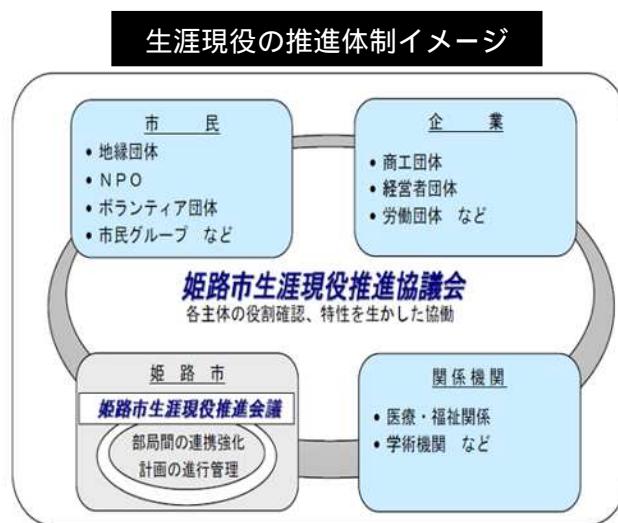 生涯現役の推進体制イメージ
市　民
• 地縁団体
• ＮＰＯ
• ボランティア団体
• 市民グループ　など
企　業
• 商工団体
• 経営者団体
• 労働団体　など
姫路市生涯現役推進協議会
各主体の役割確認、特性を生かした協働
姫 路 市
姫路市生涯現役推進会議
部局間の連携強化
計画の進行管理
関 係 機 関
• 医療・福祉関係
• 学術機関　など